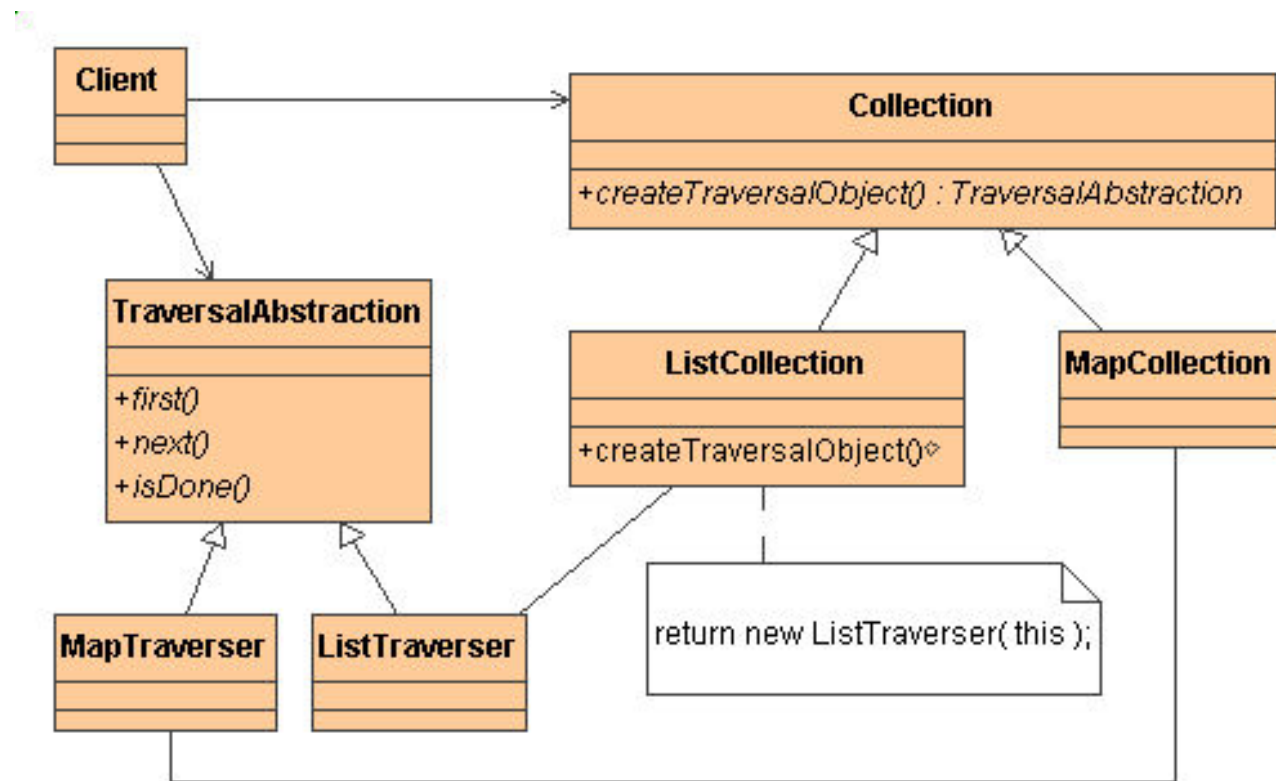 Client
Collection
+createTraversalObject() : TraversalAbstraction
TraversalAbstraction
+first()
+next()
+isDone()
ListCollection
+createTraversalObject()
MapCollection
return new ListTraverser( this );
MapTraverser
ListTraverser